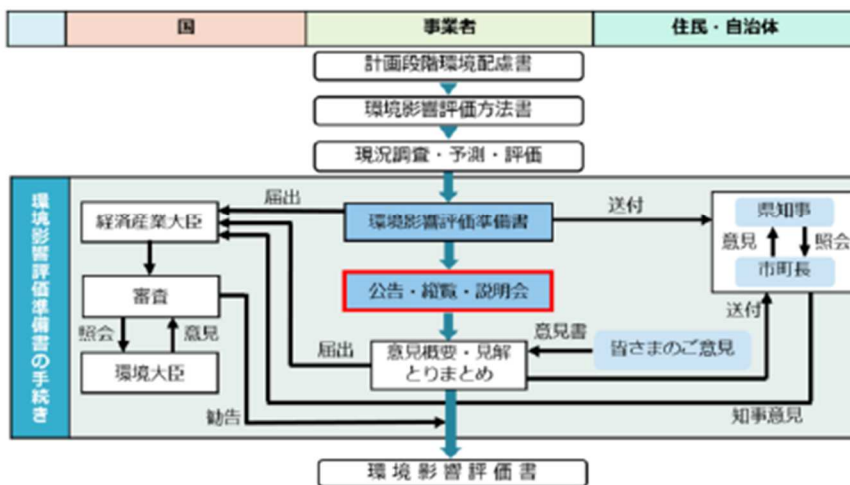 国
事業者
住民・自治体
計画段階環境配慮書
環境影響評価方法書
現況調査・予測・評価
環境影響評価準備書の手続き
届出
送付
経済産業大臣
環境影響評価準備書
県知事
意見
照会
市町長
公告・縦覧・説明会
審査
送付
照会
意見
届出
意見概要・見解
とりまとめ
意見書
皆さまのご意見
環境大臣
勧告
知事意見
環境影響評価書